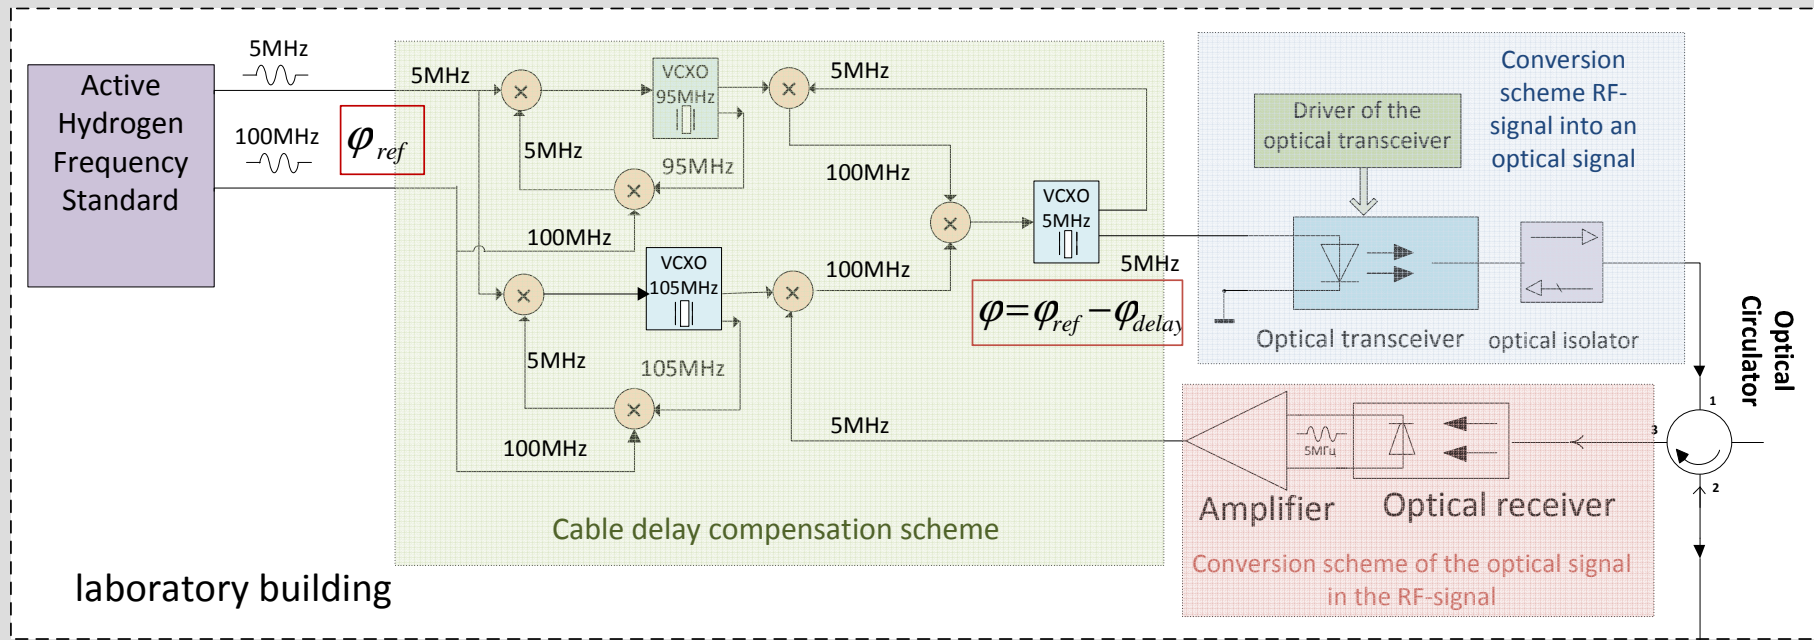 Active
Hydrogen
Frequency
Standard
5MHz
100MHz
φref
5MHz
VCXO
95MHz
5MHz
5MHz
95MHz
100MHz
100MHz
VCXO
5MHz
5MHz
VCXO
105MHz
100MHz
φ=φref−φdelay
5MHz
105MHz
100MHz
5MHz
Cable delay compensation scheme
Conversion
scheme RF-
signal into an
optical signal
Driver of the
optical transceiver
Optical transceiver
optical isolator
Optical
Circulator
1
3
2
5МГц
Amplifier
Optical receiver
Conversion scheme of the optical signal
in the RF-signal
laboratory building